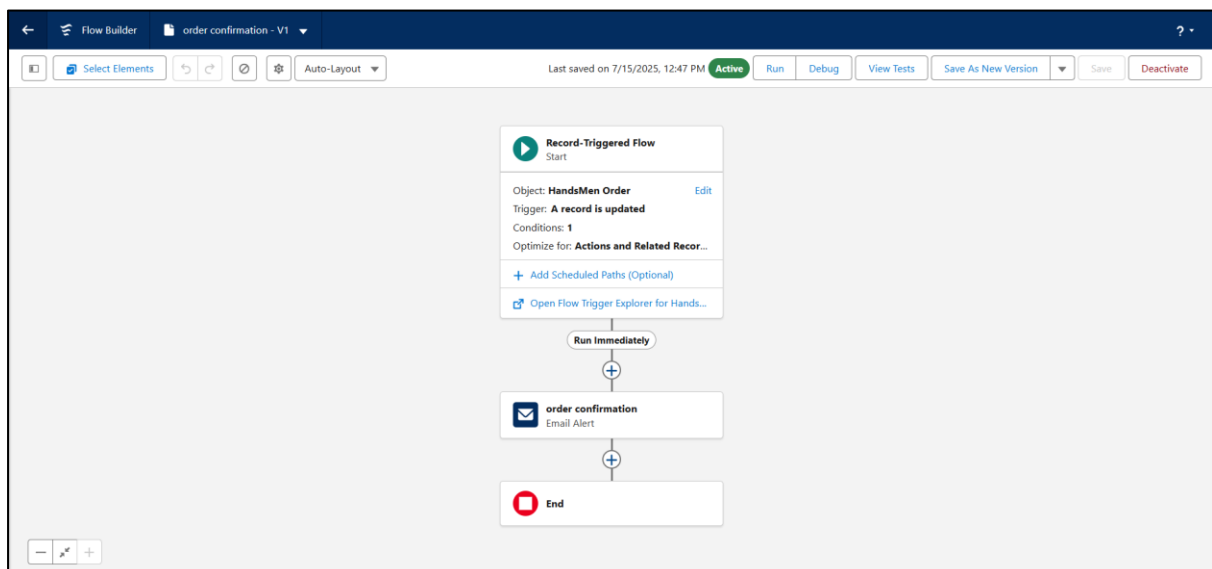 Flow Builder order confirmation - V1 ?
Select Elements Auto-Layout Last saved on 7/15/2025, 12:47 PM Active Run Debug View Tests Save As New Version Save Deactivate
Record-Triggered Flow
Start
Object: HandsMen Order Edit
Trigger: A record is updated
Conditions: 1
Optimize for: Actions and Related Recor...
+ Add Scheduled Paths (Optional)
Open Flow Trigger Explorer for Hands...
Run Immediately
order confirmation
Email Alert
End